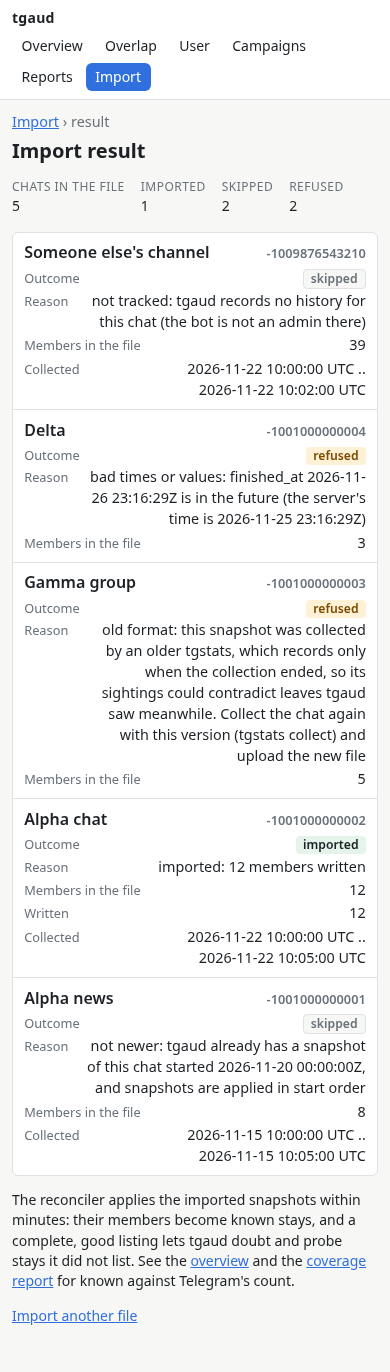 tgaud
Overview Overlap User Campaigns
Reports Import
Import › result
Import result
CHATS IN THE FILE IMPORTED SKIPPED REFUSED
5 1 2 2
Someone else's channel -1009876543210
Outcome skipped
Reason not tracked: tgaud records no history for
this chat (the bot is not an admin there)
Members in the file 39
Collected 2026-11-22 10:00:00 UTC ..
2026-11-22 10:02:00 UTC
Delta -1001000000004
Outcome refused
Reason bad times or values: finished_at 2026-11-
26 23:16:29Z is in the future (the server's
time is 2026-11-25 23:16:29Z)
Members in the file 3
Gamma group -1001000000003
Outcome refused
Reason old format: this snapshot was collected
by an older tgstats, which records only
when the collection ended, so its
sightings could contradict leaves tgaud
saw meanwhile. Collect the chat again
with this version (tgstats collect) and
upload the new file
Members in the file 5
Alpha chat -1001000000002
Outcome imported
Reason imported: 12 members written
Members in the file 12
Written 12
Collected 2026-11-22 10:00:00 UTC ..
2026-11-22 10:05:00 UTC
Alpha news -1001000000001
Outcome skipped
Reason not newer: tgaud already has a snapshot
of this chat started 2026-11-20 00:00:00Z,
and snapshots are applied in start order
Members in the file 8
Collected 2026-11-15 10:00:00 UTC ..
2026-11-15 10:05:00 UTC
The reconciler applies the imported snapshots within
minutes: their members become known stays, and a
complete, good listing lets tgaud doubt and probe
stays it did not list. See the overview and the coverage
report for known against Telegram's count.
Import another file